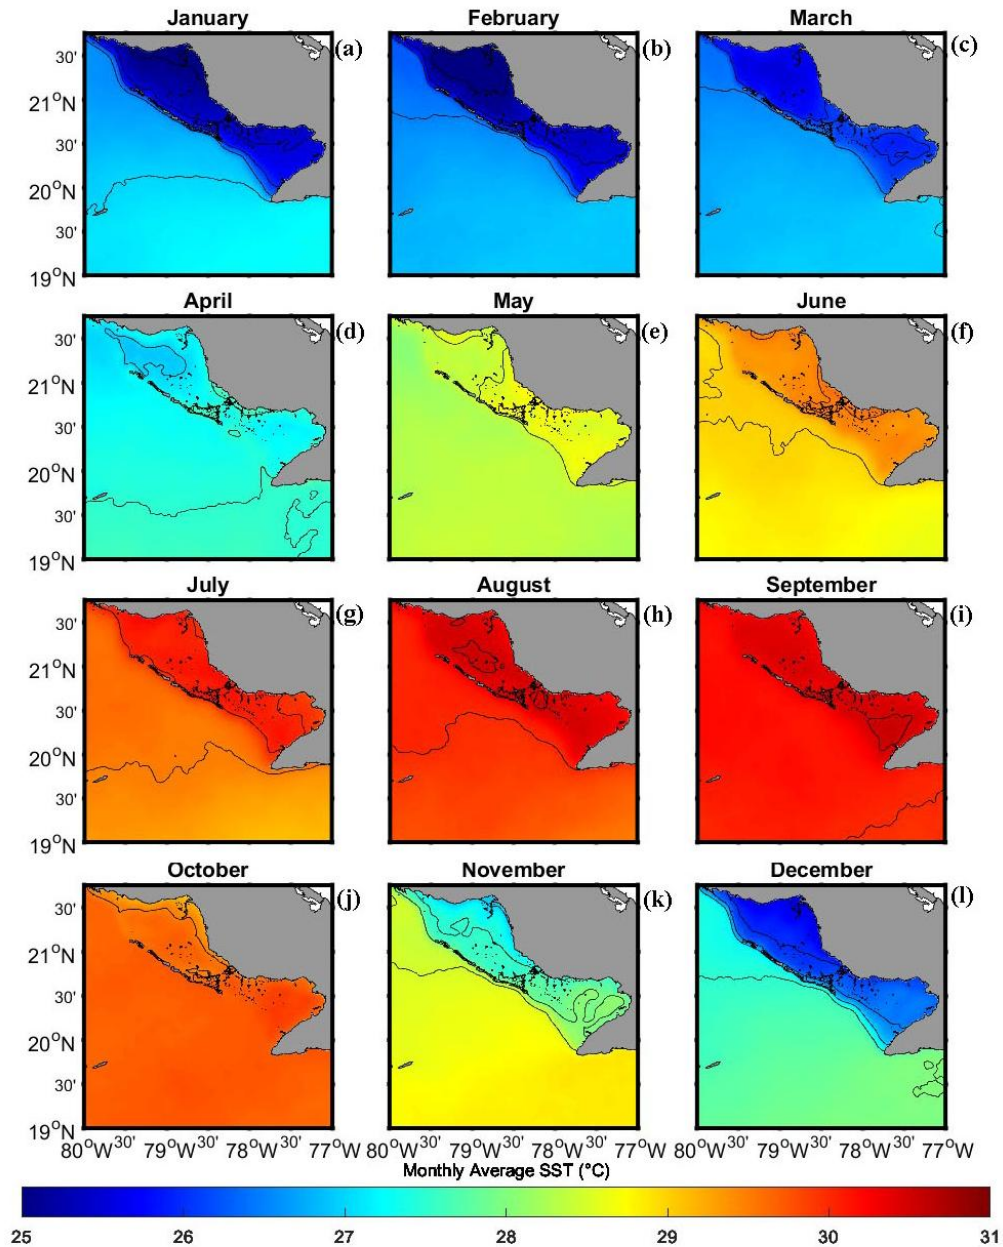 January February March
(a) (b) (c)
30'
21°N
30'
20°N
30'
19°N
April May June
(d) (e) (f)
30'
21°N
30'
20°N
30'
19°N
July August September
(g) (h) (i)
30'
21°N
30'
20°N
30'
19°N
October November December
(j) (k) (l)
30'
21°N
30'
20°N
30'
19°N
80°W 30' 79°W 30' 78°W 30' 77°W 80°W 30' 79°W 30' 78°W 30' 77°W 80°W 30' 79°W 30' 78°W 30' 77°W
Monthly Average SST (°C)
25 26 27 28 29 30 31